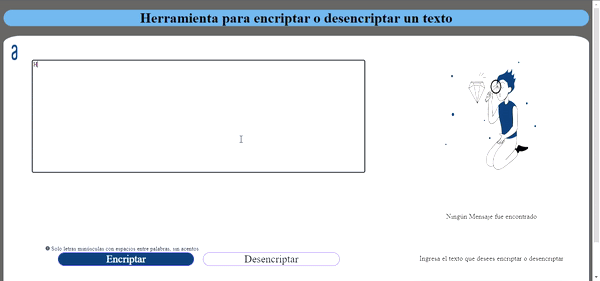 Herramienta para encriptar o desencriptar un texto
a
Ningún Mensaje fue encontrado
Solo letras minúsculas con espacios entre palabras, sin acentos.
Encriptar
Desencriptar
Ingresa el texto que desees encriptar o desencriptar